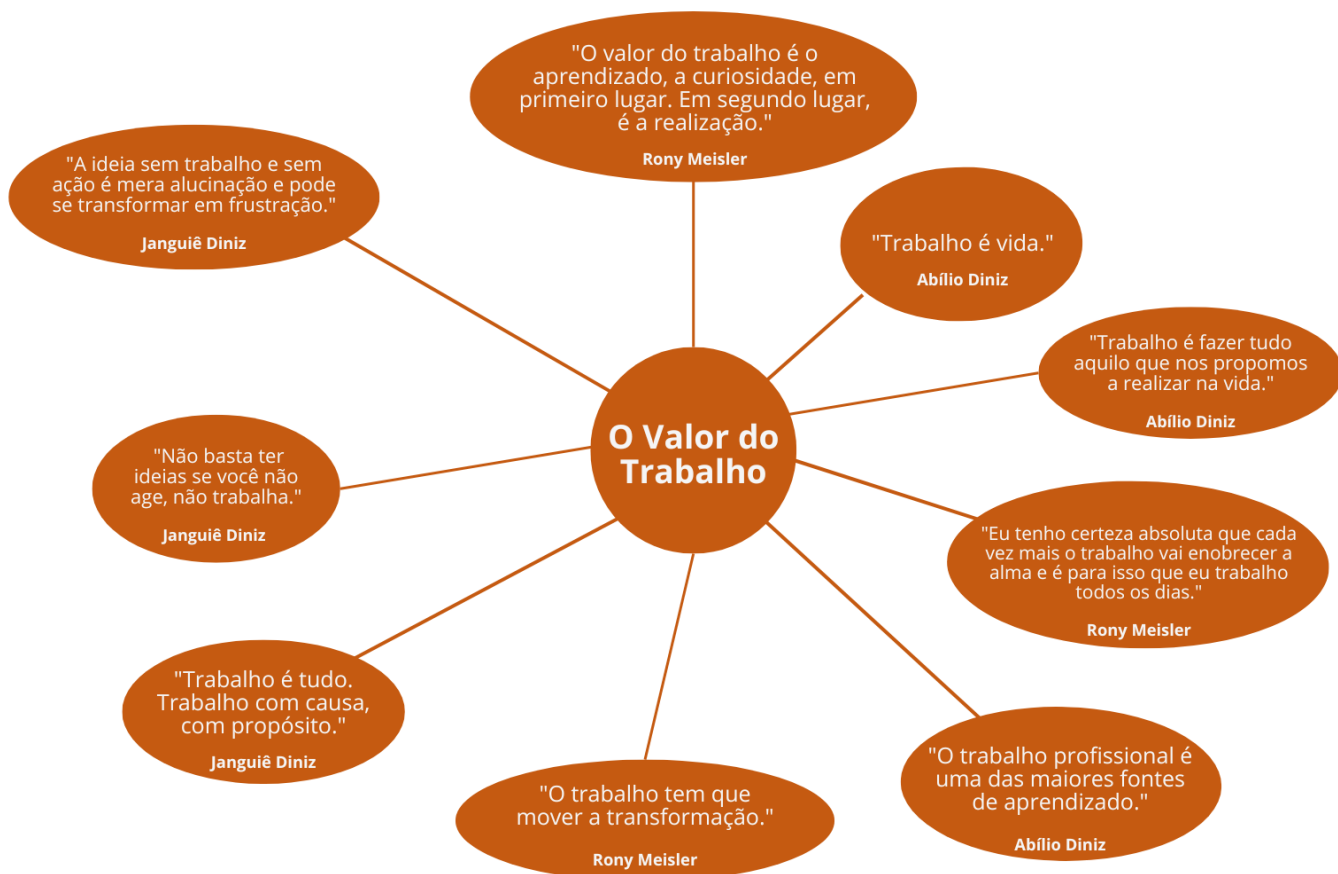 "O valor do trabalho é o
aprendizado, a curiosidade, em
primeiro lugar. Em segundo lugar,
é a realização."
Rony Meisler
"A ideia sem trabalho e sem
ação é mera alucinação e pode
se transformar em frustração."
Janguiê Diniz
"Trabalho é vida."
Abílio Diniz
"Trabalho é fazer tudo
aquilo que nos propomos
a realizar na vida."
Abílio Diniz
O Valor do
Trabalho
"Não basta ter
ideias se você não
age, não trabalha."
Janguiê Diniz
"Eu tenho certeza absoluta que cada
vez mais o trabalho vai enobrecer a
alma e é para isso que eu trabalho
todos os dias."
Rony Meisler
"Trabalho é tudo.
Trabalho com causa,
com propósito."
Janguiê Diniz
"O trabalho profissional é
uma das maiores fontes
de aprendizado."
Abílio Diniz
"O trabalho tem que
mover a transformação."
Rony Meisler